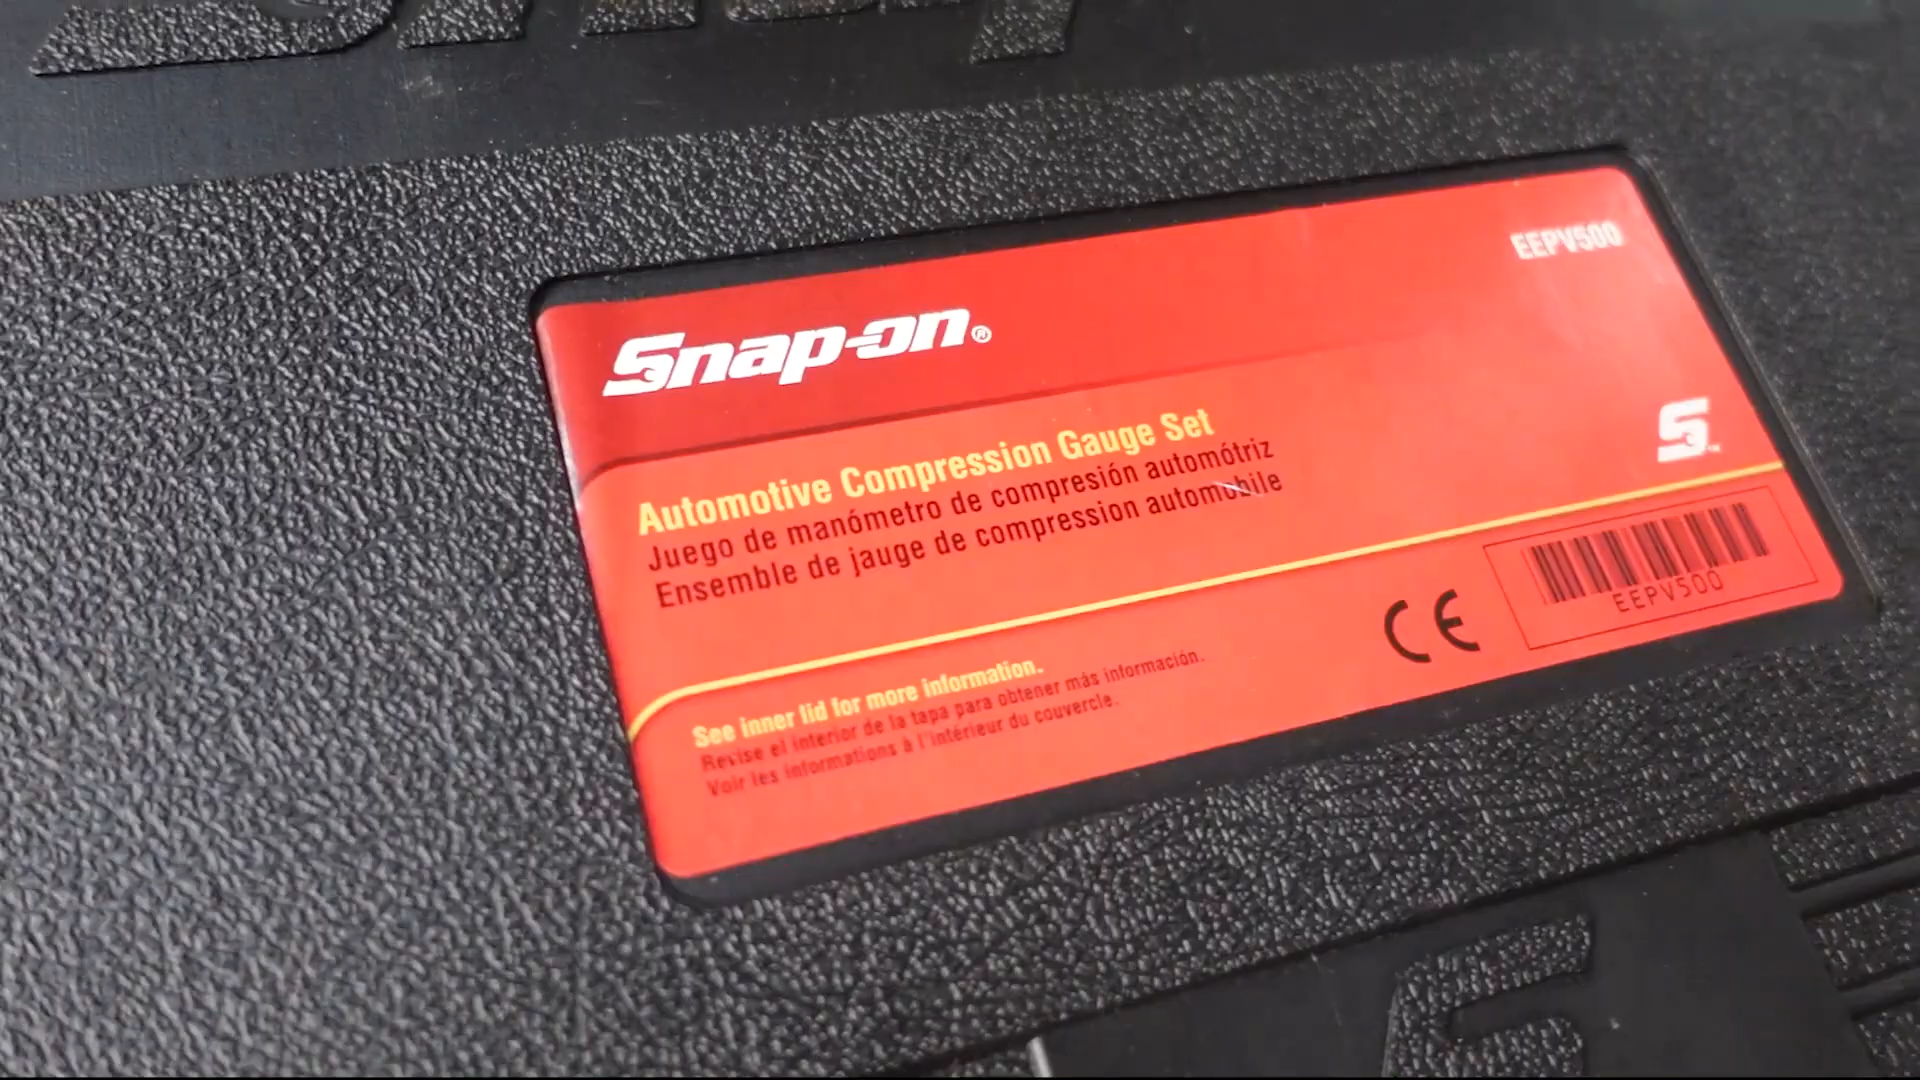 Snap-on®
EEPV500
Automotive Compression Gauge Set
Juego de manómetro de compresión automótriz
Ensemble de jauge de compression automobile
S
See inner lid for more information.
Revise el interior de la tapa para obtener más información.
Voir les informations à l'intérieur du couvercle.
CE
EEPV500